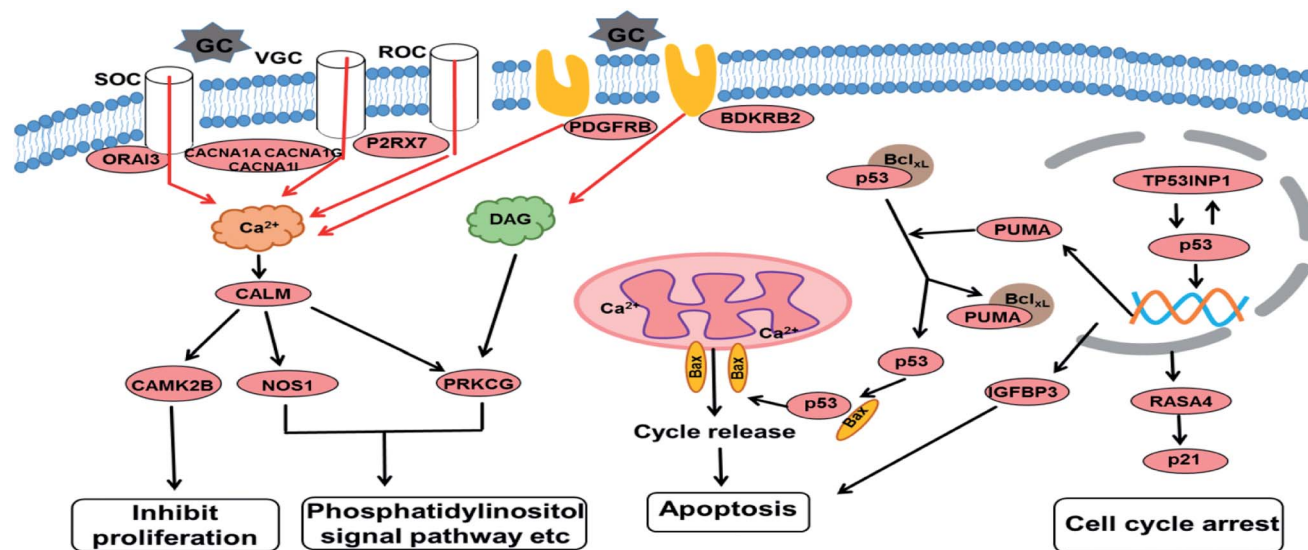 GC
GC
VGC
ROC
SOC
ORAI3
CACNA1A CACNA1G
CACNA1I
P2RX7
PDGFRB
BDKRB2
Bcl xL
p53
TP53INP1
p53
PUMA
Ca2+
DAG
Ca2+
Ca2+
Bcl xL
PUMA
CALM
Bax
Bax
p53
CAMK2B
NOS1
PRKCG
p53
Bax
IGFBP3
RASA4
Cycle release
p21
Inhibit
proliferation
Phosphatidylinositol
signal pathway etc
Apoptosis
Cell cycle arrest